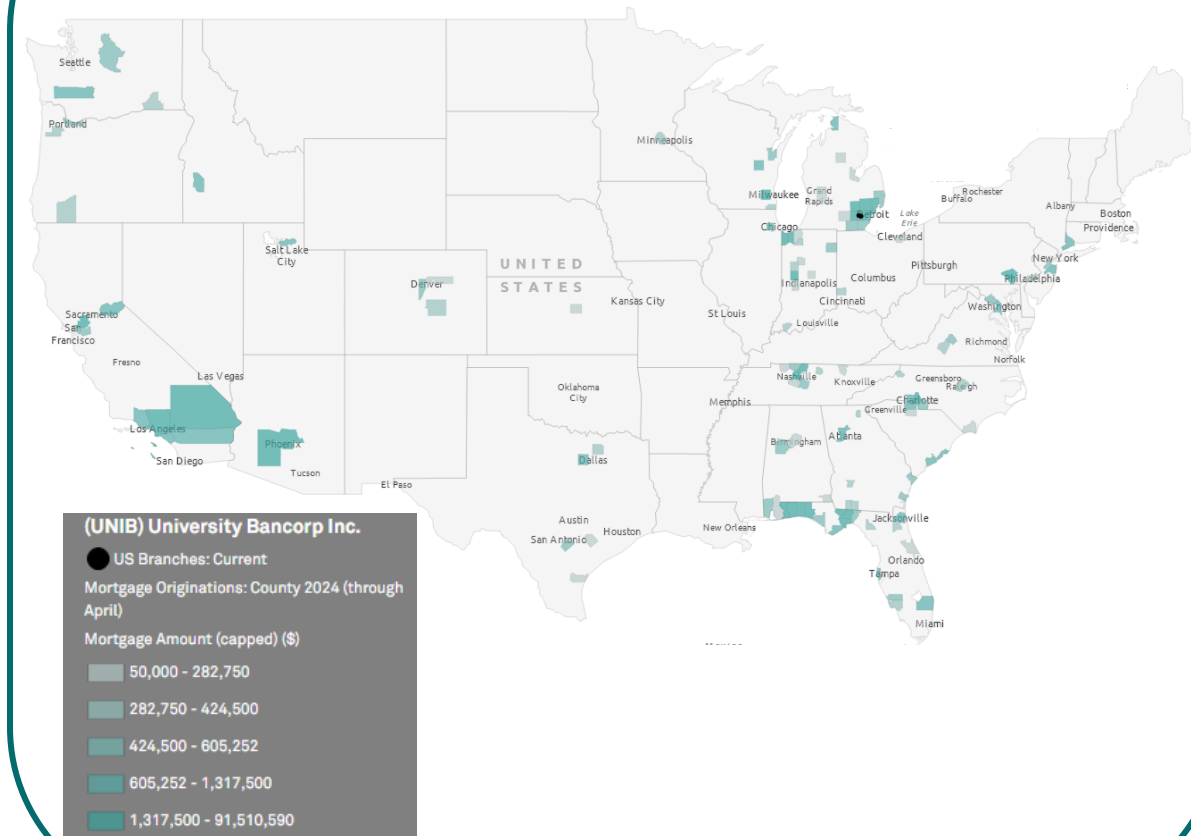 Seattle
Portland
Minneapolis
Milwaukee
Grand
Rapids
etroit
Lake
Erie
Buffalo
Rochester
Albany
Boston
Providence
Chicago
Cleveland
New York
Salt Lake
City
UNITED
STATES
Denver
Pittsburgh
Philadelphia
Indianapolis
Columbus
Cincinnati
Washington
Sacramento
San
Francisco
Kansas City
St Louis
Louisville
Richmond
Norfolk
Fresno
Las Vegas
Oklahoma
City
Nashville
Knoxville
Greensboro
Raleigh
Memphis
Charlotte
Greenville
Los Angeles
Phoenix
San Diego
Tucson
Birmingham
Atlanta
Dallas
El Paso
Austin
Houston
San Antonio
New Orleans
Jacksonville
Orlando
Tampa
Miami
(UNIB) University Bancorp Inc.
US Branches: Current
Mortgage Originations: County 2024 (through
April)
Mortgage Amount (capped) ($)
50,000 - 282,750
282,750 - 424,500
424,500 - 605,252
605,252 - 1,317,500
1,317,500 - 91,510,590